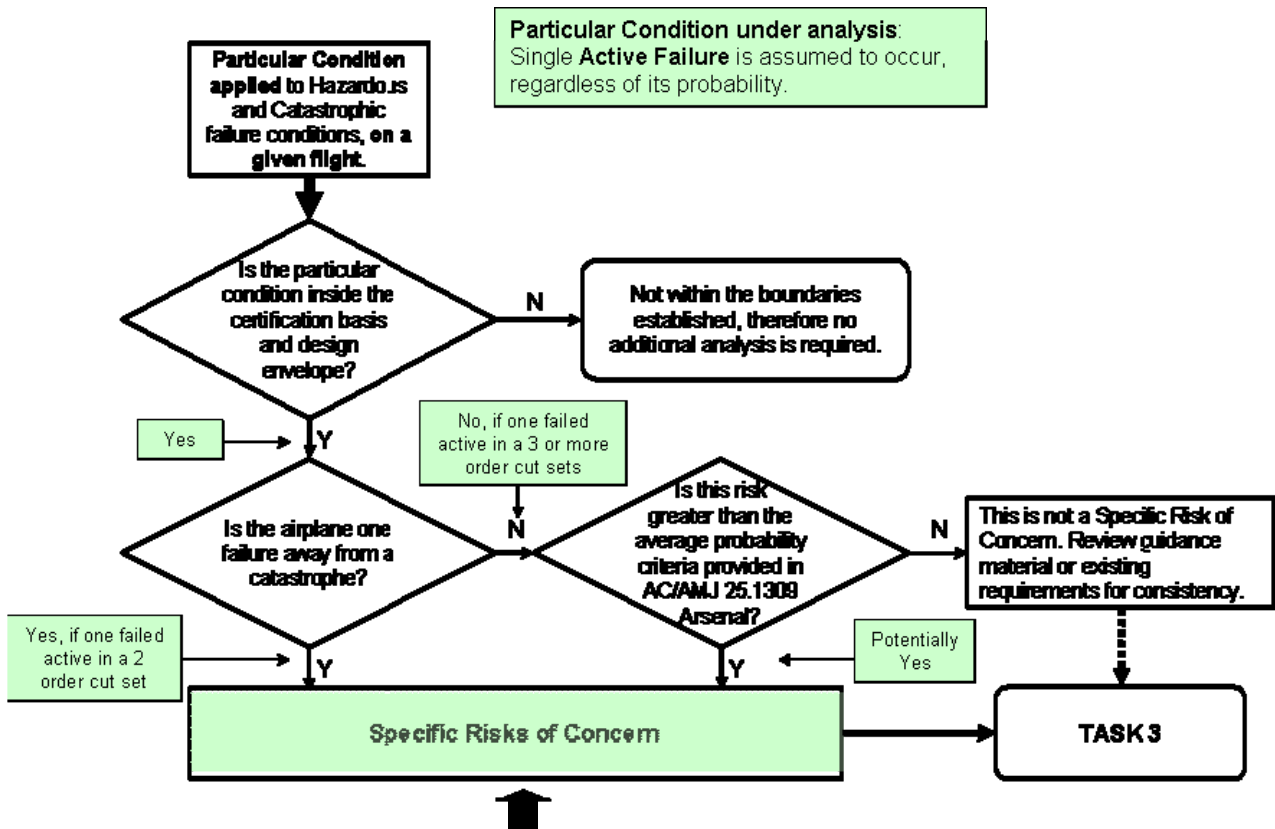 Particular Condition under analysis:
Single Active Failure is assumed to occur,
regardless of its probability.
Particular Condition
applied to Hazardous
and Catastrophic
failure conditions, on a
given flight.
Is the particular
condition inside the
certification basis
and design
envelope?
N
Not within the boundaries
established, therefore no
additional analysis is required.
Yes
Y
No, if one failed
active in a 3 or more
order cut sets
Is the airplane one
failure away from a
catastrophe?
N
Is this risk
greater than the
average probability
criteria provided in
AC/AMJ 25.1309
Arsenal?
N
This is not a Specific Risk of
Concern. Review guidance
material or existing
requirements for consistency.
Yes, if one failed
active in a 2
order cut set
Y
Y
Potentially
Yes
Specific Risks of Concern
TASK 3